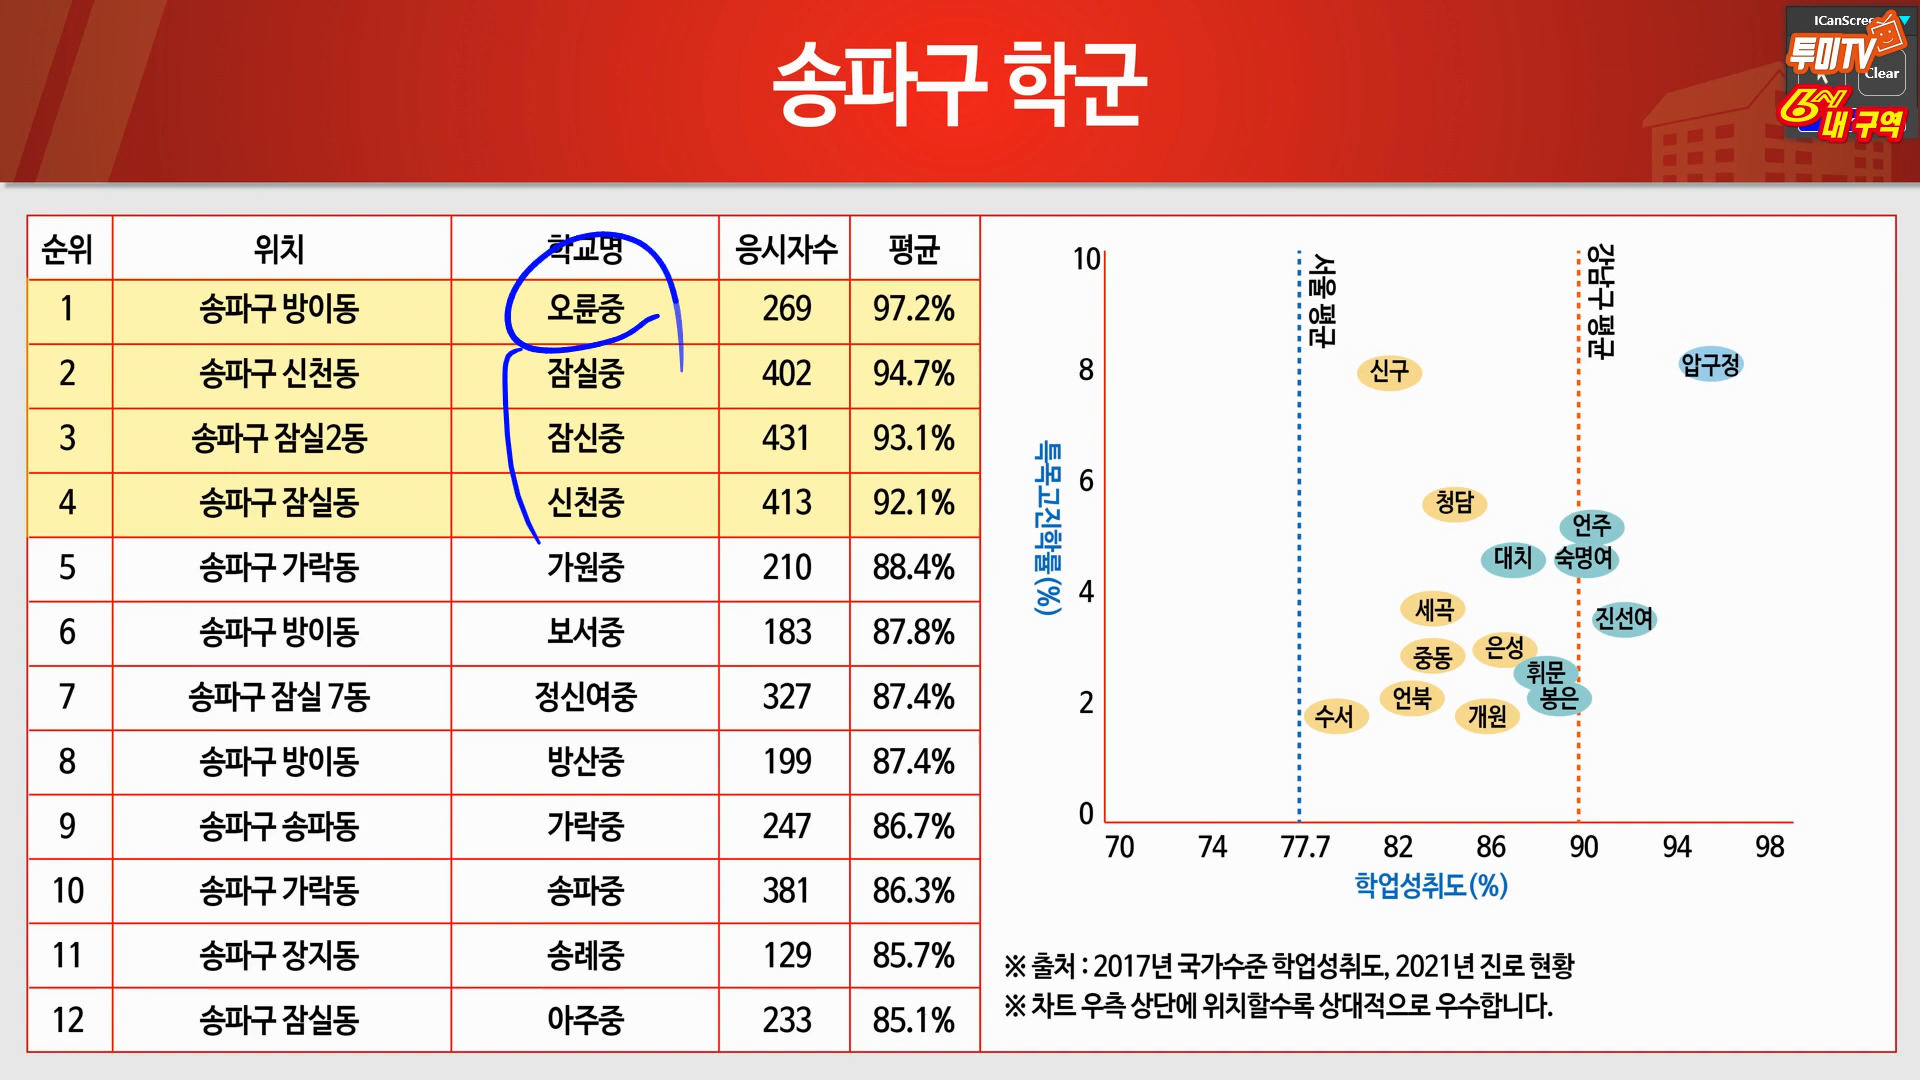 송파구 학군
ICanScree
투미TV
Clear
6~
내 구역
순위 위치 학교명 응시자수 평균
1 송파구 방이동 오륜중 269 97.2%
2 송파구 신천동 잠실중 402 94.7%
3 송파구 잠실2동 잠신중 431 93.1%
4 송파구 잠실동 신천중 413 92.1%
5 송파구 가락동 가원중 210 88.4%
6 송파구 방이동 보서중 183 87.8%
7 송파구 잠실 7동 정신여중 327 87.4%
8 송파구 방이동 방산중 199 87.4%
9 송파구 송파동 가락중 247 86.7%
10 송파구 가락동 송파중 381 86.3%
11 송파구 장지동 송례중 129 85.7%
12 송파구 잠실동 아주중 233 85.1%
특목고진학률(%)
10
8
6
4
2
0
서울 평균
강남구 평균
신구
압구정
청담
언주
대치
숙명여
세곡
진선여
중동
은성
휘문
수서
언북
개원
봉은
70 74 77.7 82 86 90 94 98
학업성취도(%)
※ 출처 : 2017년 국가수준 학업성취도, 2021년 진로 현황
※ 차트 우측 상단에 위치할수록 상대적으로 우수합니다.